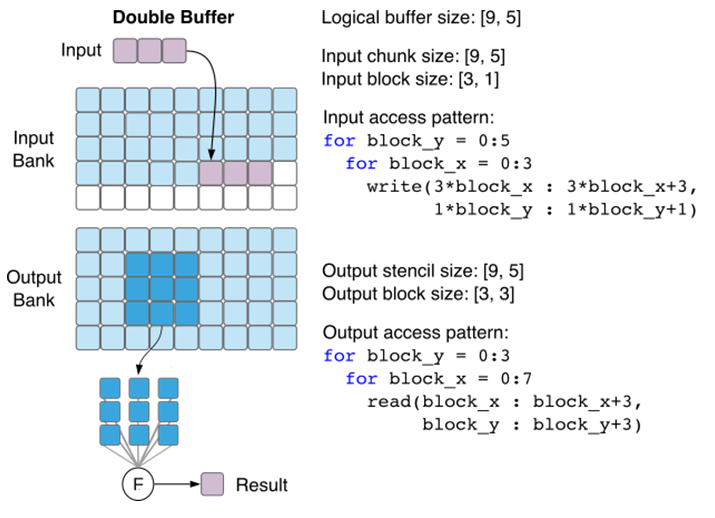 Double Buffer
Input
Input
Bank
Output
Bank
F
Result
Logical buffer size: [9, 5]
Input chunk size: [9, 5]
Input block size: [3, 1]
Input access pattern:
for block_y = 0:5
for block_x = 0:3
write(3*block_x : 3*block_x+3,
1*block_y : 1*block_y+1)
Output stencil size: [9, 5]
Output block size: [3, 3]
Output access pattern:
for block_y = 0:3
for block_x = 0:7
read(block_x : block_x+3,
block_y : block_y+3)